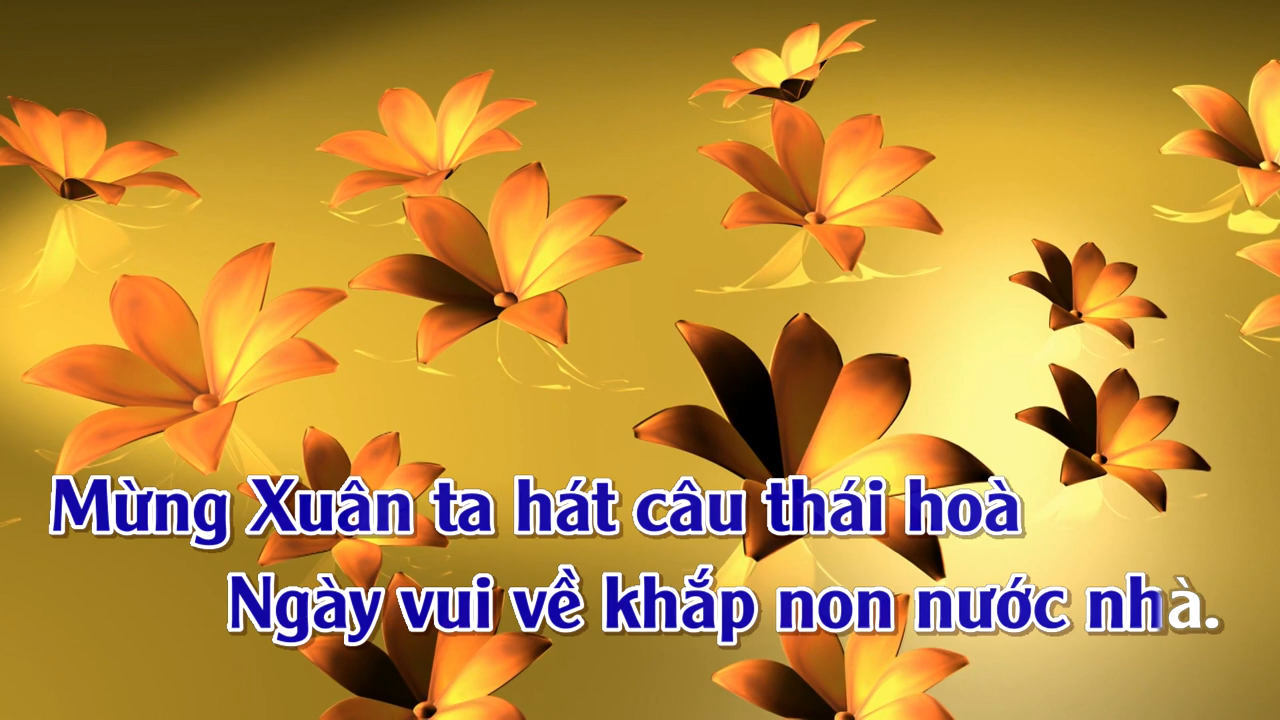 Mừng Xuân ta hát câu thái hoà
Ngày vui về khắp non nước nhà.